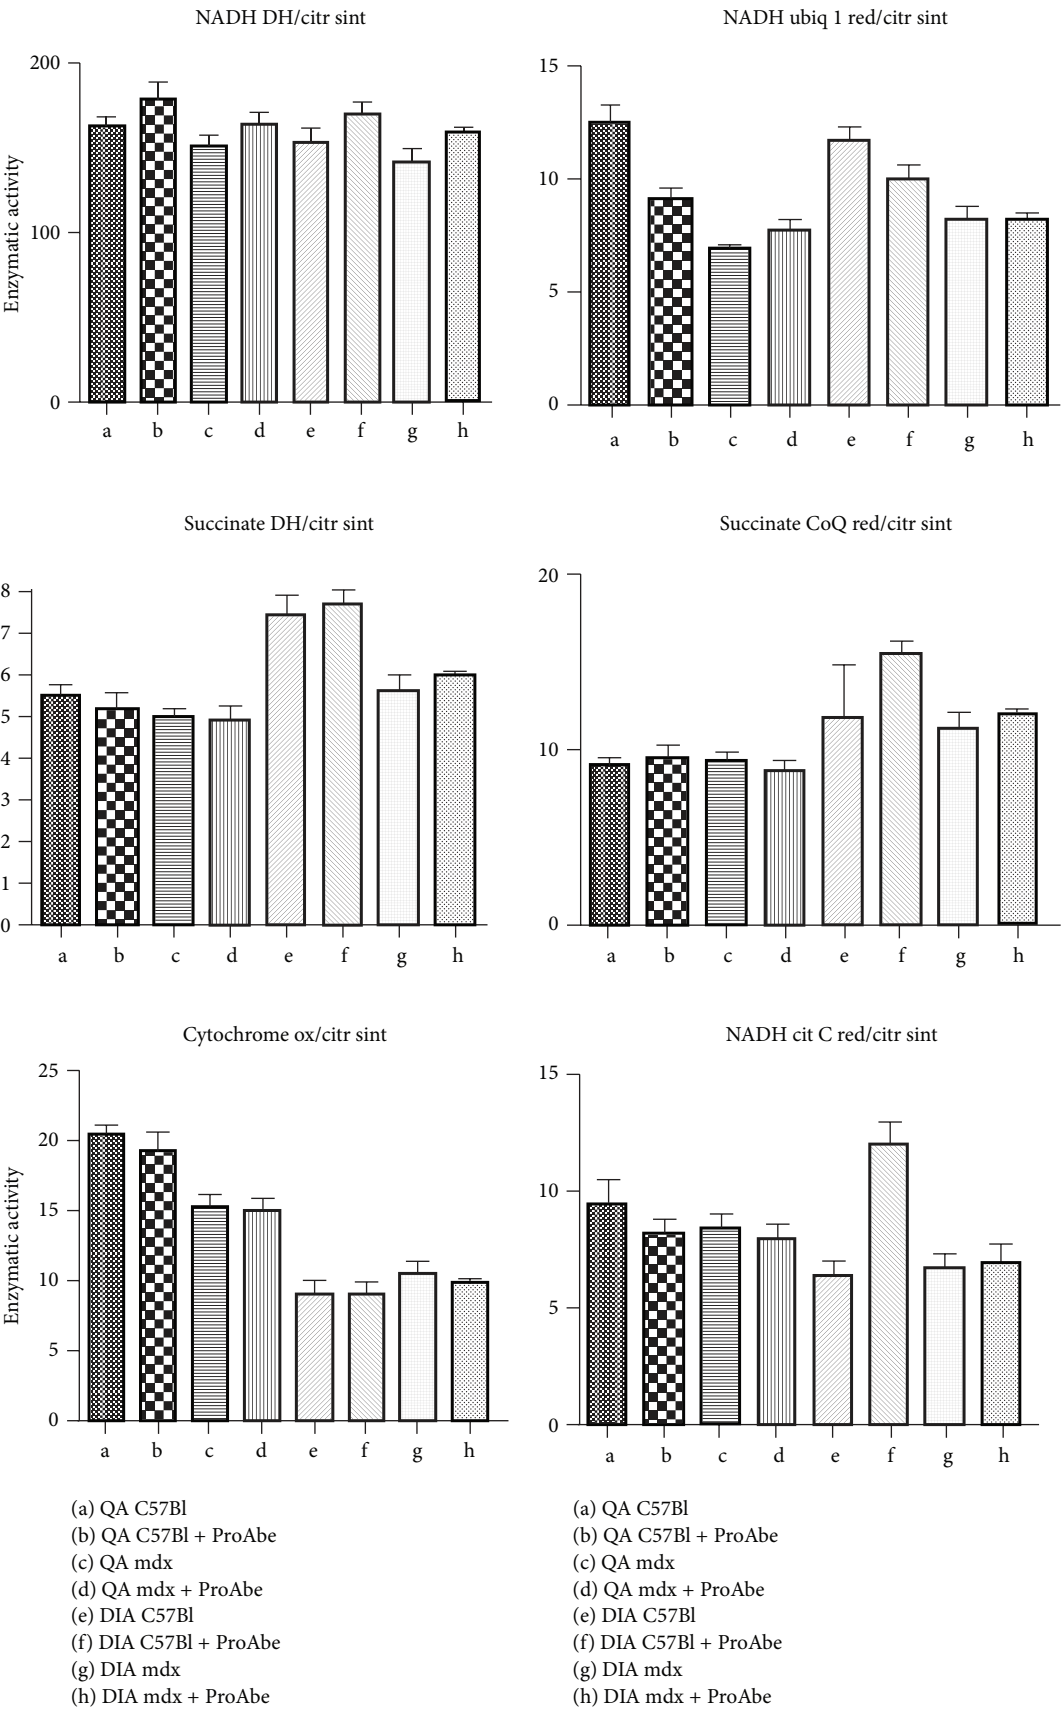 NADH DH/citr sint
200
100
0
Enzymatic activity
a b c d e f g h
NADH ubiq 1 red/citr sint
15
10
5
0
a b c d e f g h
Succinate DH/citr sint
8
7
6
5
4
3
2
1
0
a b c d e f g h
Succinate CoQ red/citr sint
20
10
0
a b c d e f g h
Cytochrome ox/citr sint
25
20
15
10
5
0
Enzymatic activity
a b c d e f g h
NADH cit C red/citr sint
15
10
5
0
a b c d e f g h
(a) QA C57Bl
(b) QA C57Bl + ProAbe
(c) QA mdx
(d) QA mdx + ProAbe
(e) DIA C57Bl
(f) DIA C57Bl + ProAbe
(g) DIA mdx
(h) DIA mdx + ProAbe
(a) QA C57Bl
(b) QA C57Bl + ProAbe
(c) QA mdx
(d) QA mdx + ProAbe
(e) DIA C57Bl
(f) DIA C57Bl + ProAbe
(g) DIA mdx
(h) DIA mdx + ProAbe